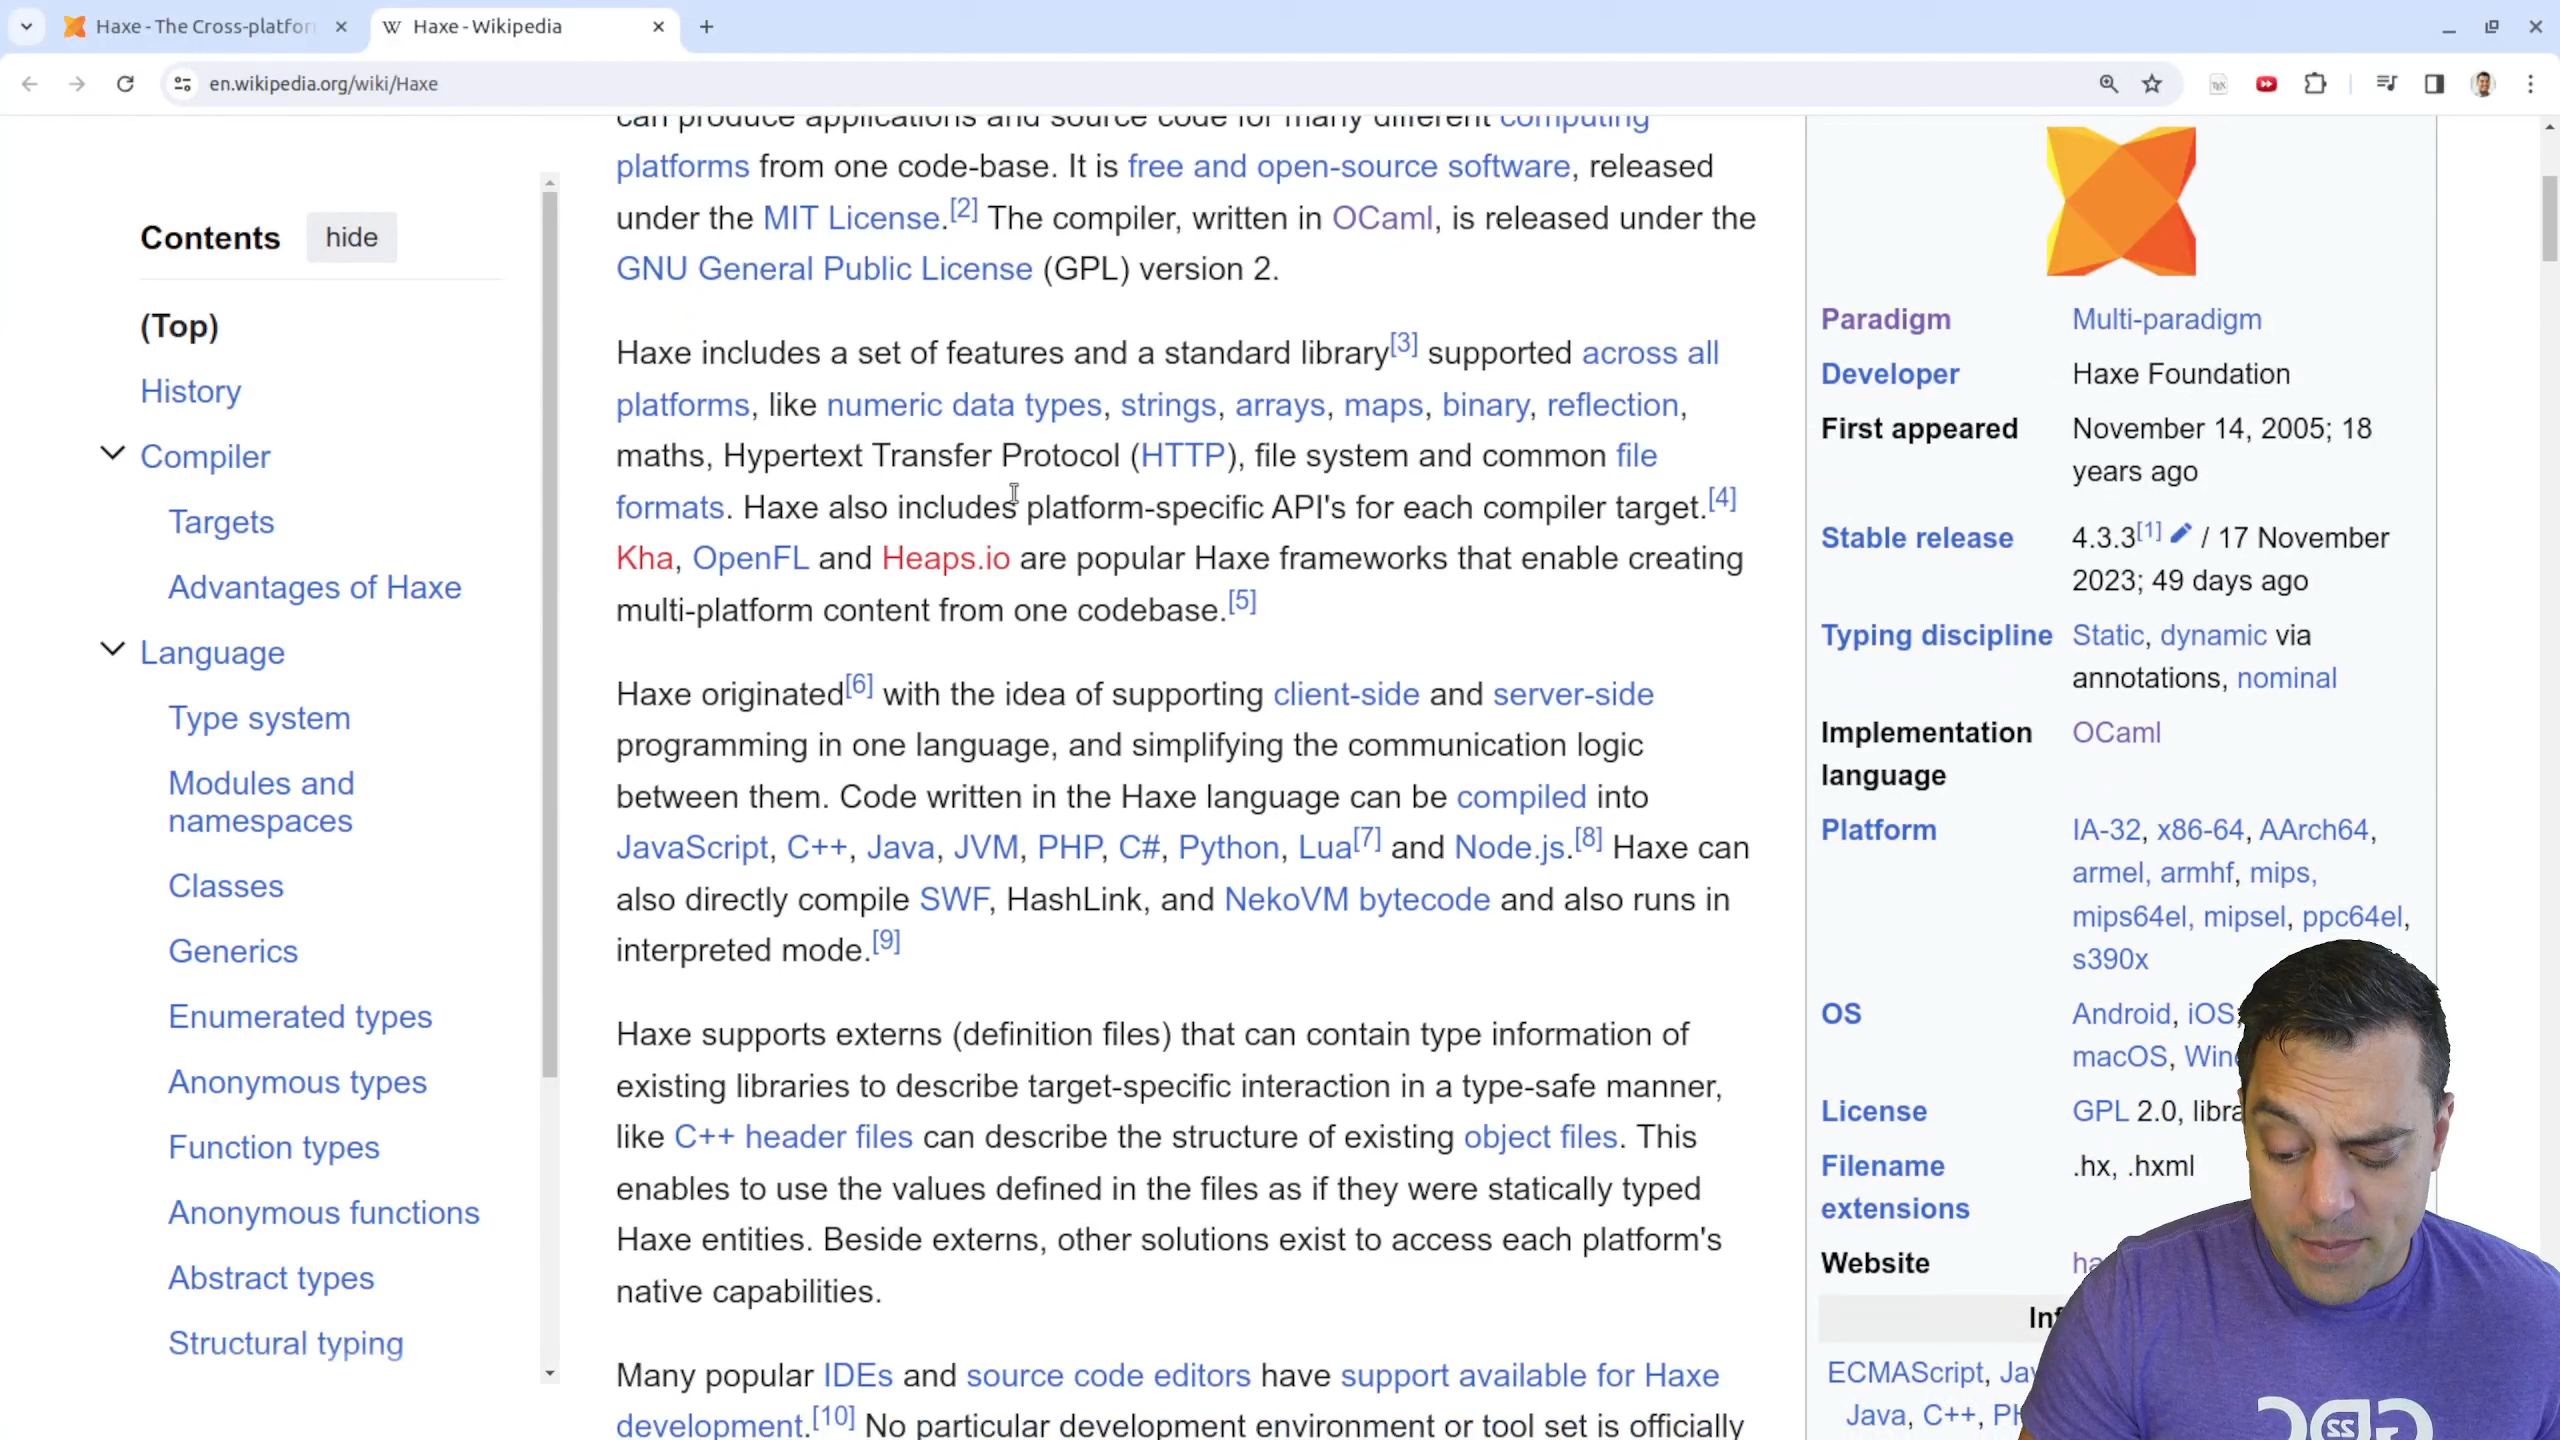 Haxe - The Cross-platfor
Haxe - Wikipedia
en.wikipedia.org/wiki/Haxe
Contents
hide
(Top)
History
Compiler
Targets
Advantages of Haxe
Language
Type system
Modules and
namespaces
Classes
Generics
Enumerated types
Anonymous types
Function types
Anonymous functions
Abstract types
Structural typing
can produce applications and source code for many different computing
platforms from one code-base. It is free and open-source software, released
under the MIT License.[2] The compiler, written in OCaml, is released under the
GNU General Public License (GPL) version 2.
Haxe includes a set of features and a standard library[3] supported across all
platforms, like numeric data types, strings, arrays, maps, binary, reflection,
maths, Hypertext Transfer Protocol (HTTP), file system and common file
formats. Haxe also includes platform-specific API's for each compiler target.[4]
Kha, OpenFL and Heaps.io are popular Haxe frameworks that enable creating
multi-platform content from one codebase.[5]
Haxe originated[6] with the idea of supporting client-side and server-side
programming in one language, and simplifying the communication logic
between them. Code written in the Haxe language can be compiled into
JavaScript, C++, Java, JVM, PHP, C#, Python, Lua[7] and Node.js.[8] Haxe can
also directly compile SWF, HashLink, and NekoVM bytecode and also runs in
interpreted mode.[9]
Haxe supports externs (definition files) that can contain type information of
existing libraries to describe target-specific interaction in a type-safe manner,
like C++ header files can describe the structure of existing object files. This
enables to use the values defined in the files as if they were statically typed
Haxe entities. Beside externs, other solutions exist to access each platform's
native capabilities.
Many popular IDEs and source code editors have support available for Haxe
development.[10] No particular development environment or tool set is officially
Paradigm Multi-paradigm
Developer Haxe Foundation
First appeared November 14, 2005; 18
years ago
Stable release 4.3.3[1] / 17 November
2023; 49 days ago
Typing discipline Static, dynamic via
annotations, nominal
Implementation OCaml
language
Platform IA-32, x86-64, AArch64,
armel, armhf, mips,
mips64el, mipsel, ppc64el,
s390x
OS Android, iOS,
macOS, Win
License GPL 2.0, libra
Filename .hx, .hxml
extensions
Website ha
Inf
ECMAScript, Jav
Java, C++, PH